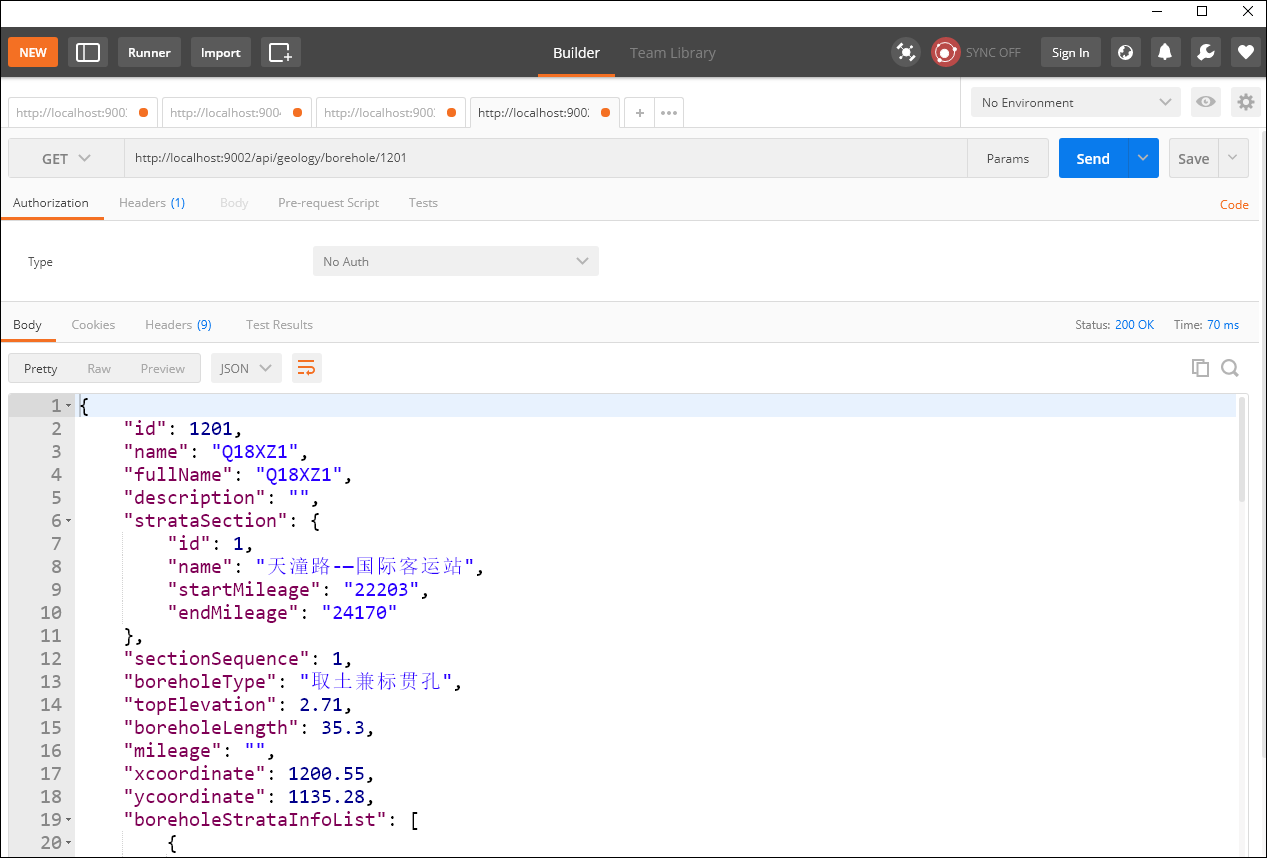 NEW Runner Import Builder Team Library SYNC OFF Sign In
http://localhost:9002 http://localhost:9004 http://localhost:9002 http://localhost:9002 + ••• No Environment
GET http://localhost:9002/api/geology/borehole/1201 Params Send Save
Authorization Headers (1) Body Pre-request Script Tests Code
Type No Auth
Body Cookies Headers (9) Test Results Status: 200 OK Time: 70 ms
Pretty Raw Preview JSON
1 {
2 "id": 1201,
3 "name": "Q18XZ1",
4 "fullName": "Q18XZ1",
5 "description": "",
6 "strataSection": {
7 "id": 1,
8 "name": "天潼路-—国际客运站",
9 "startMileage": "22203",
10 "endMileage": "24170"
11 },
12 "sectionSequence": 1,
13 "boreholeType": "取土兼标贯孔",
14 "topElevation": 2.71,
15 "boreholeLength": 35.3,
16 "mileage": "",
17 "xcoordinate": 1200.55,
18 "ycoordinate": 1135.28,
19 "boreholeStrataInfoList": [
20 {